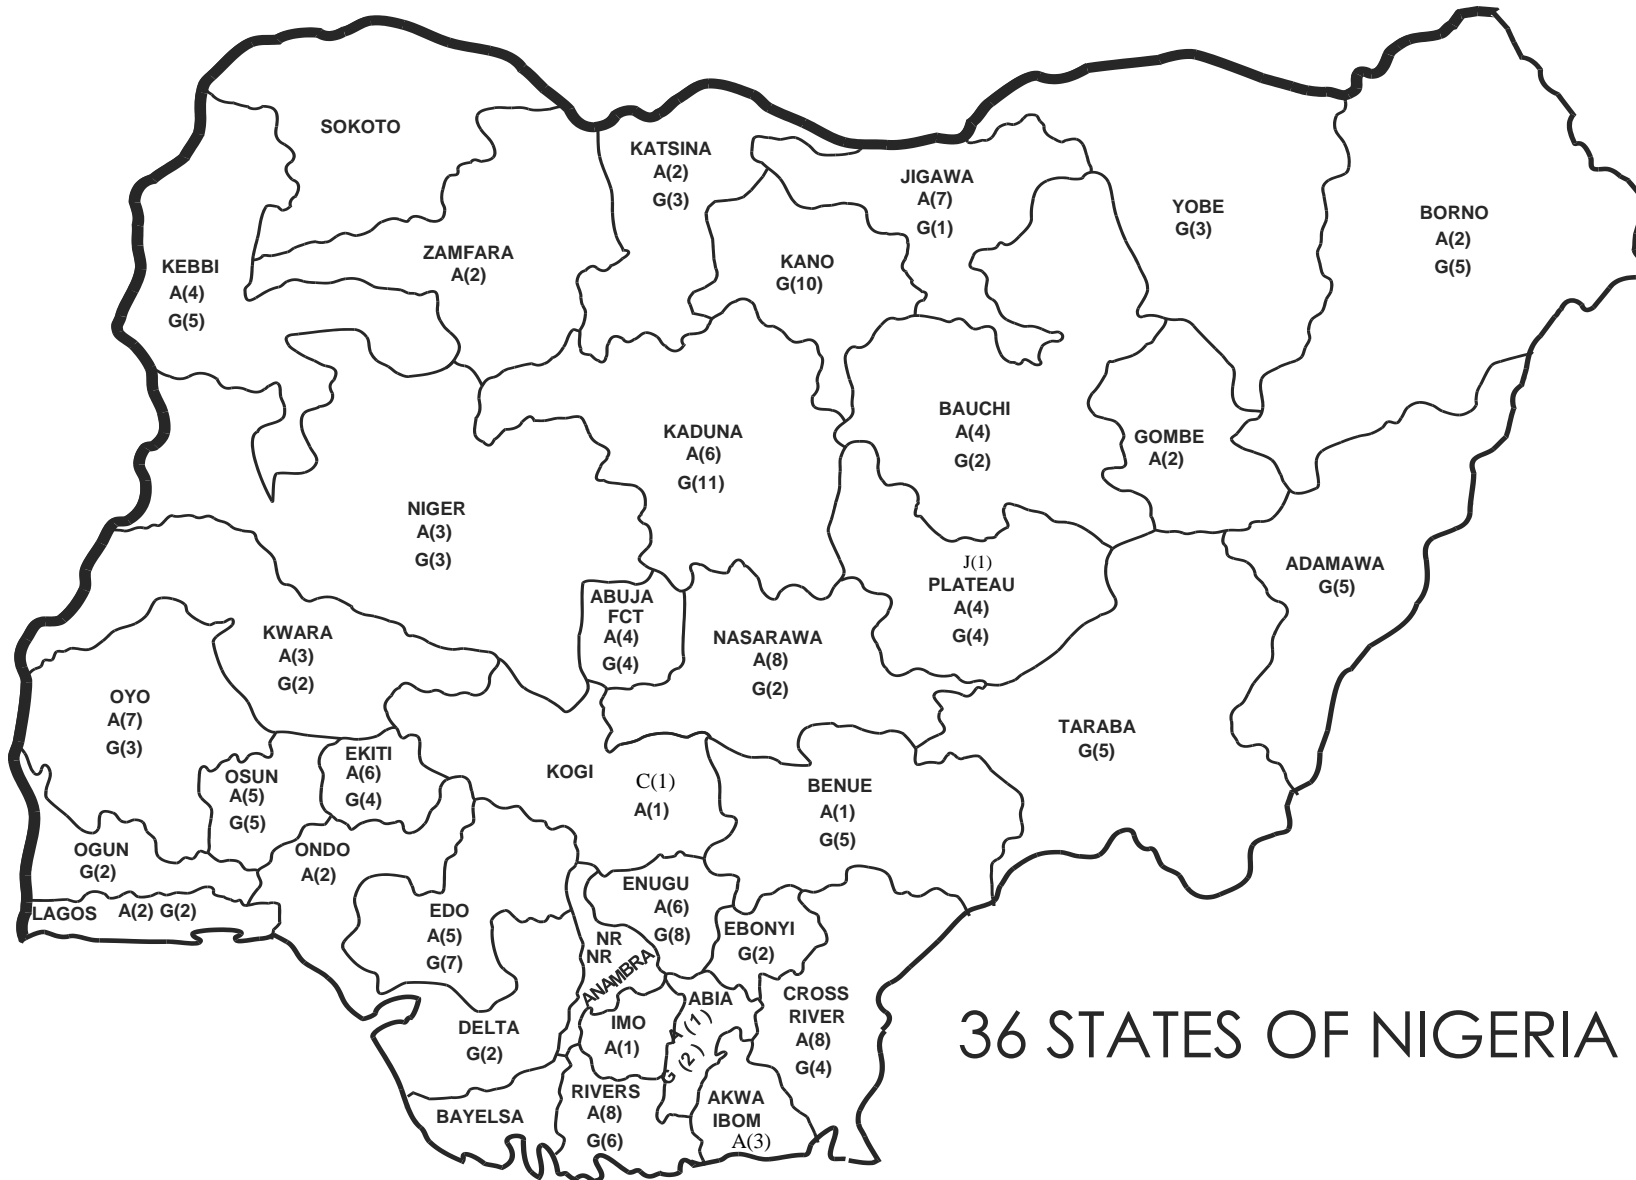 SOKOTO
KATSINA
A(2)
G(3)
JIGAWA
A(7)
G(1)
YOBE
G(3)
BORNO
A(2)
G(5)
KEBBI
A(4)
G(5)
ZAMFARA
A(2)
KANO
G(10)
KADUNA
A(6)
G(11)
BAUCHI
A(4)
G(2)
GOMBE
A(2)
NIGER
A(3)
G(3)
ADAMAWA
G(5)
J(1)
PLATEAU
A(4)
G(4)
ABUJA
FCT
A(4)
G(4)
NASARAWA
A(8)
G(2)
KWARA
A(3)
G(2)
OYO
A(7)
G(3)
TARABA
G(5)
OSUN
A(5)
G(5)
EKITI
A(6)
G(4)
KOGI
C(1)
A(1)
BENUE
A(1)
G(5)
OGUN
G(2)
ONDO
A(2)
LAGOS A(2) G(2)
EDO
A(5)
G(7)
ENUGU
A(6)
G(8)
EBONYI
G(2)
NR
NR
ANAMBRA
ABIA
A(1)
G(2)
CROSS
RIVER
A(8)
G(4)
IMO
A(1)
DELTA
G(2)
BAYELSA
RIVERS
A(8)
G(6)
AKWA
IBOM
A(3)
36 STATES OF NIGERIA